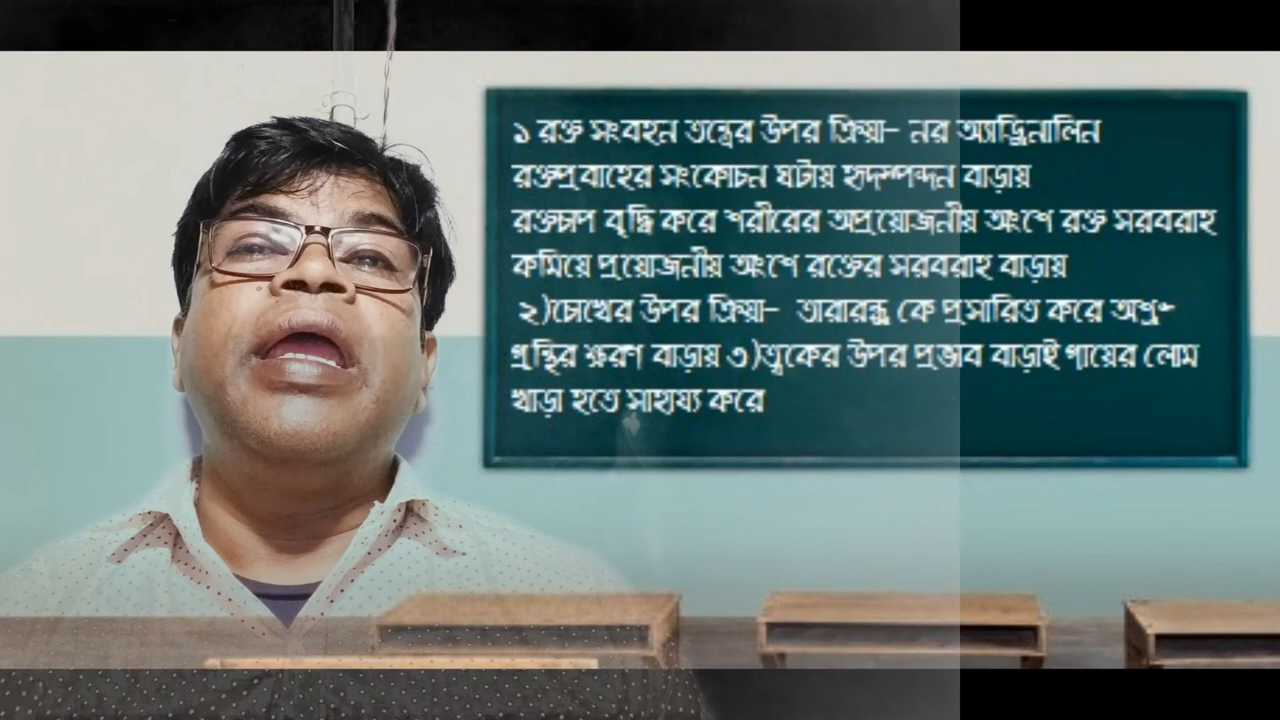 ১ রক্ত সংবহন তন্ত্রের উপর ক্রিয়া- নর অ্যাড্রিনালিন
রক্তপ্রবাহের সংকোচন ঘটায় হৃদস্পন্দন বাড়ায়
রক্তচাপ বৃদ্ধি করে শরীরের অপ্রয়োজনীয় অংশে রক্ত সরবরাহ
কমিয়ে প্রয়োজনীয় অংশে রক্তের সরবরাহ বাড়ায়
২)চোখের উপর ক্রিয়া- তারারন্ধ্র কে প্রসারিত করে অশ্রু-
গ্রন্থির ক্ষরণ বাড়ায় ৩)ত্বকের উপর প্রভাব বাড়াই গায়ের লোম
খাড়া হতে সাহায্য করে